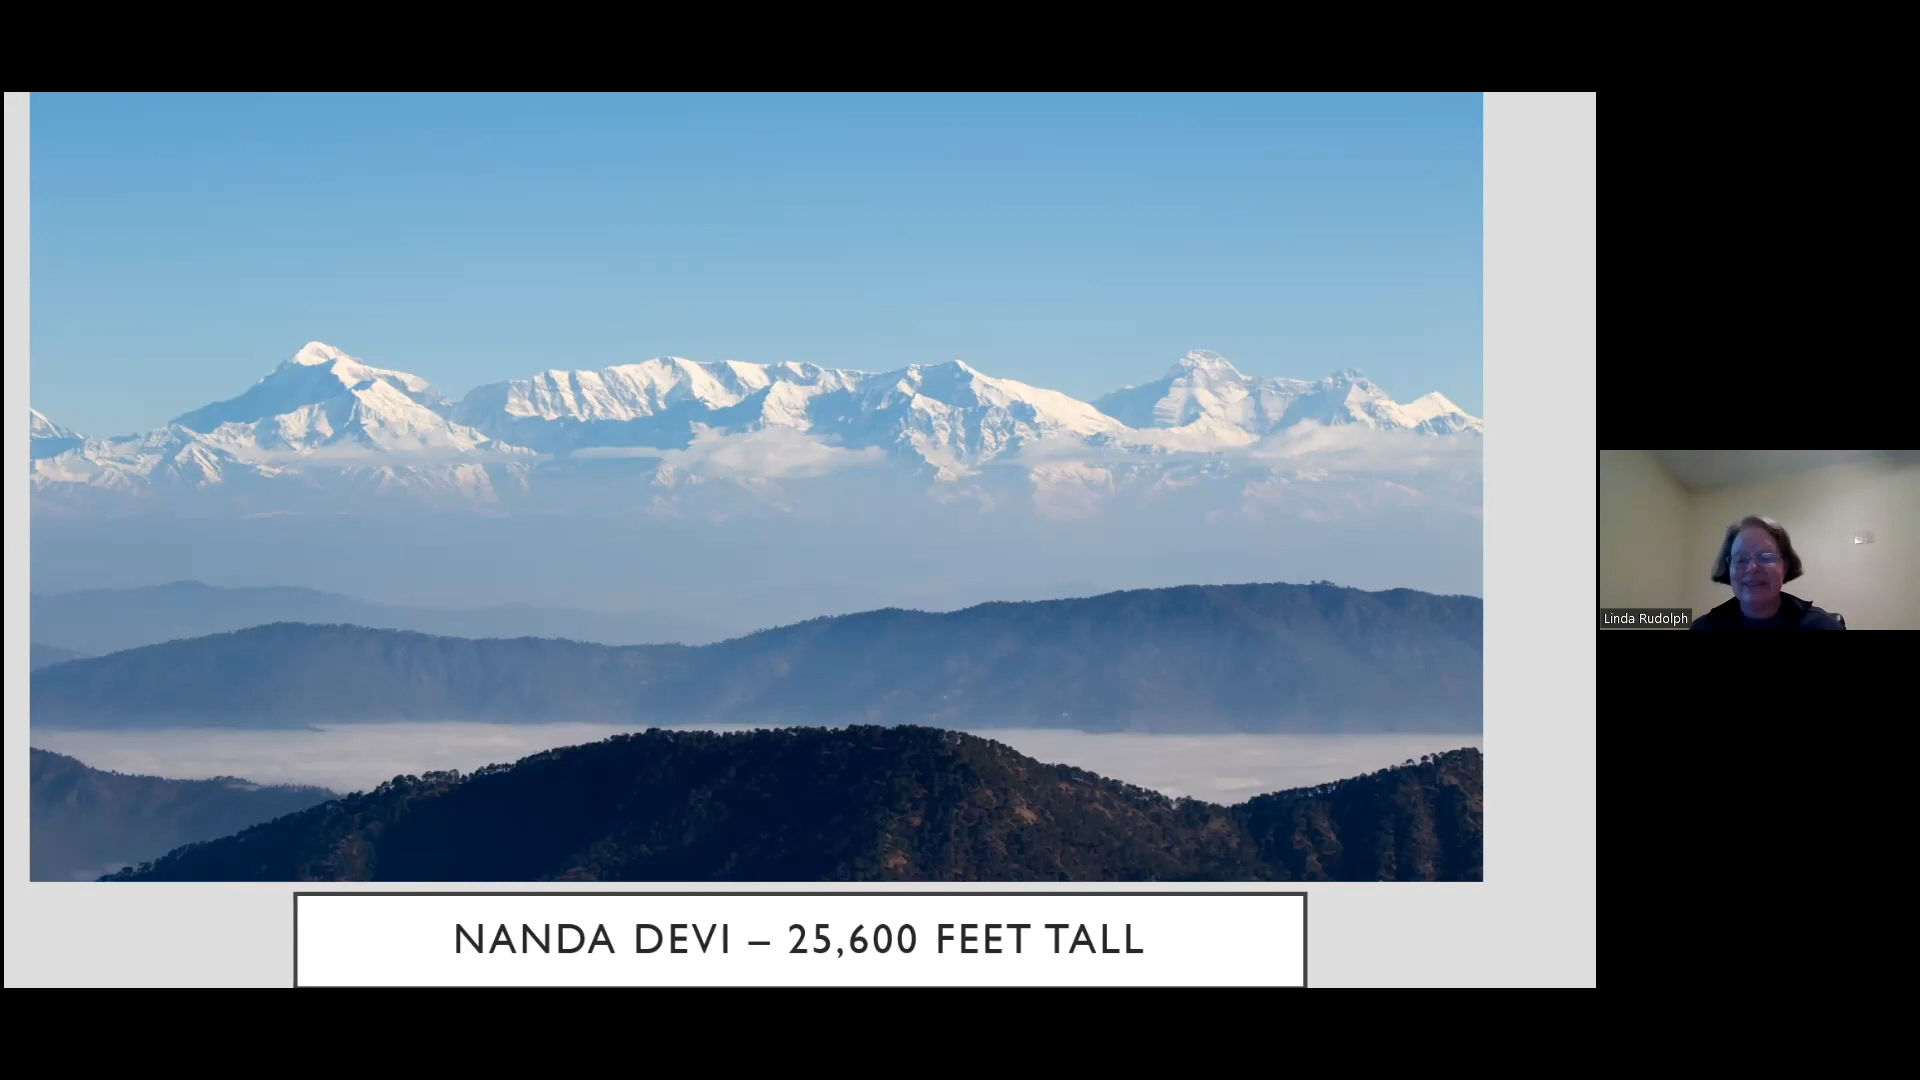 NANDA DEVI – 25,600 FEET TALL
Linda Rudolph